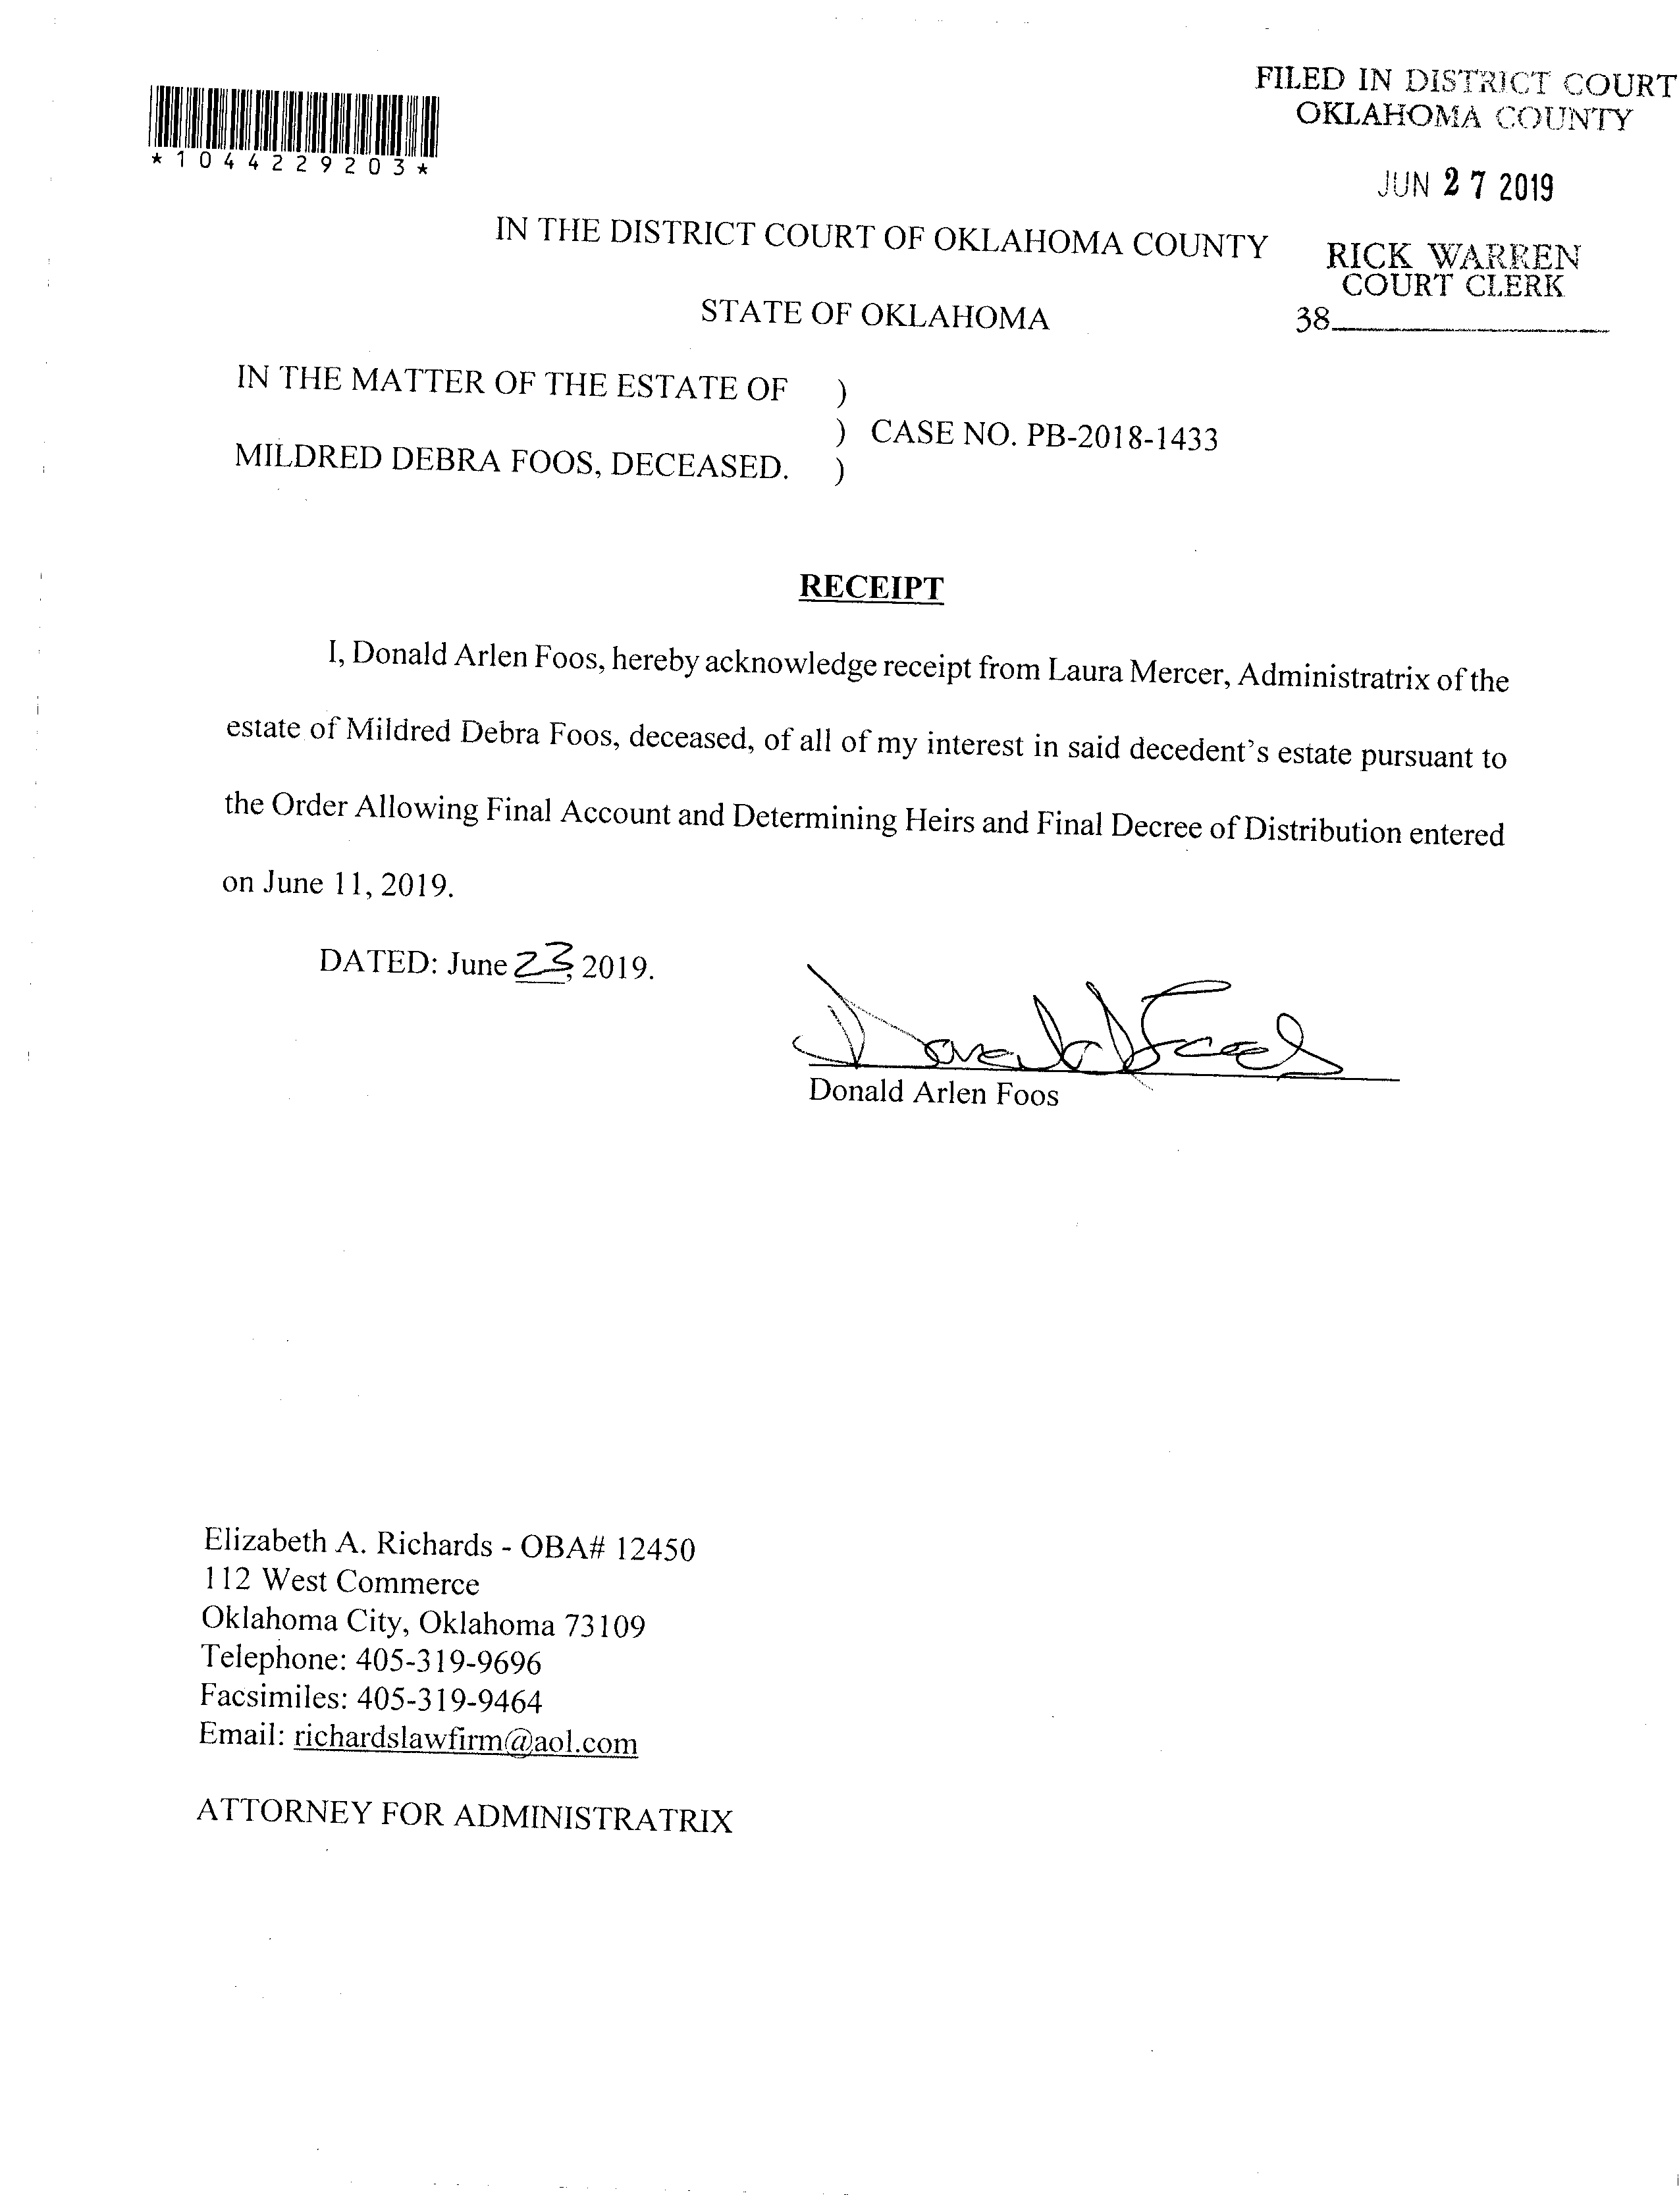 FILED IN DISTRICT COURT
OKLAHOMA COUNTY
*1044229203*
JUN 27 2019
IN THE DISTRICT COURT OF OKLAHOMA COUNTY
RICK WARREN
COURT CLERK
STATE OF OKLAHOMA
38
IN THE MATTER OF THE ESTATE OF )
) CASE NO. PB-2018-1433
MILDRED DEBRA FOOS, DECEASED. )
RECEIPT
I, Donald Arlen Foos, hereby acknowledge receipt from Laura Mercer, Administratrix of the
estate of Mildred Debra Foos, deceased, of all of my interest in said decedent's estate pursuant to
the Order Allowing Final Account and Determining Heirs and Final Decree of Distribution entered
on June 11, 2019.
DATED: June 23, 2019.
Donald Foos
Donald Arlen Foos
Elizabeth A. Richards - OBA# 12450
112 West Commerce
Oklahoma City, Oklahoma 73109
Telephone: 405-319-9696
Facsimiles: 405-319-9464
Email: richardslawfirm@aol.com
ATTORNEY FOR ADMINISTRATRIX